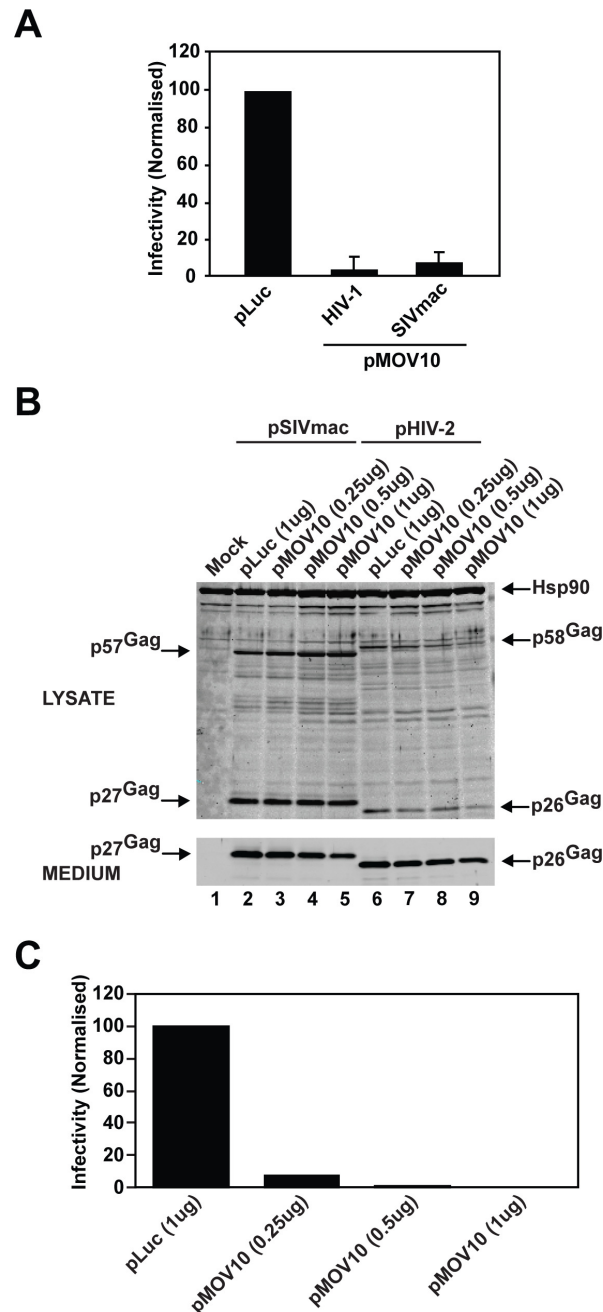 A
Infectivity (Normalised)
120
100
80
60
40
20
0
pLuc
HIV-1
SIVmac
pMOV10
B
pSIVmac
pHIV-2
Mock
pLuc (1ug)
pMOV10 (0.25ug)
pMOV10 (0.5ug)
pMOV10 (1ug)
pLuc (1ug)
pMOV10 (0.25ug)
pMOV10 (0.5ug)
pMOV10 (1ug)
Hsp90
p57Gag
p58Gag
LYSATE
p27Gag
p26Gag
p27Gag
p26Gag
MEDIUM
1 2 3 4 5 6 7 8 9
C
Infectivity (Normalised)
120
100
80
60
40
20
0
pLuc (1ug)
pMOV10 (0.25ug)
pMOV10 (0.5ug)
pMOV10 (1ug)